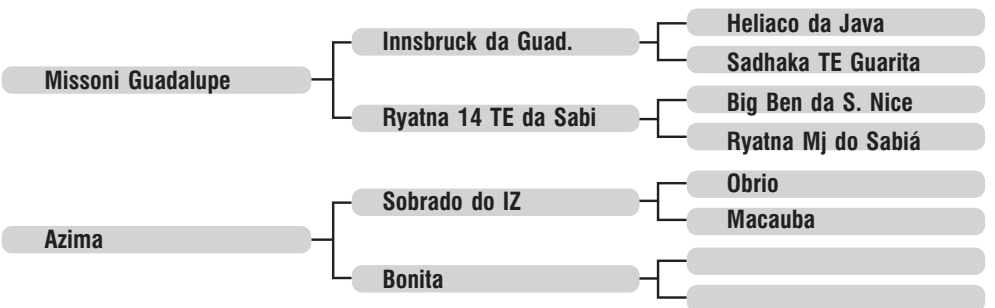 Heliaco da Java
Innsbruck da Guad.
Sadhaka TE Guarita
Missoni Guadalupe
Big Ben da S. Nice
Ryatna 14 TE da Sabi
Ryatna Mj do Sabiá
Obrio
Sobrado do IZ
Macauba
Azima
Bonita